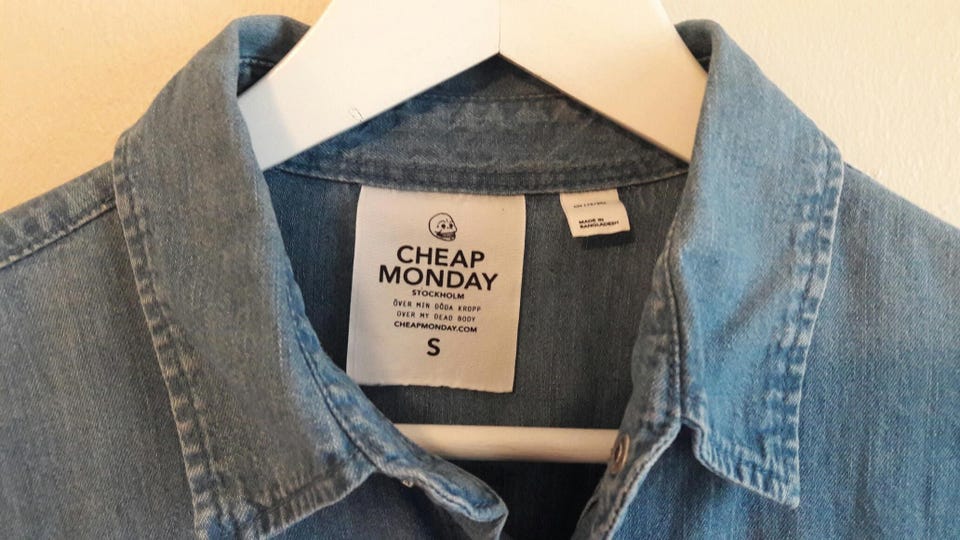 CHEAP
MONDAY
STOCKHOLM
ÖVER MIN DÖDA KROPP
OVER MY DEAD BODY
CHEAPMONDAY.COM
S
MADE IN
BANGLADESH